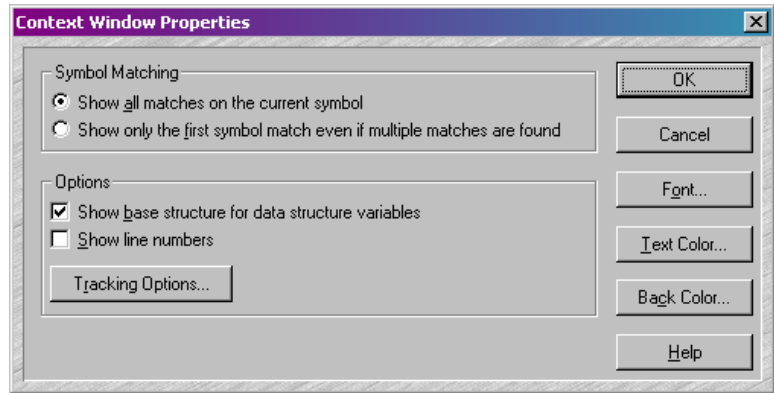 Context Window Properties
Symbol Matching
Show all matches on the current symbol
Show only the first symbol match even if multiple matches are found
Options
Show base structure for data structure variables
Show line numbers
Tracking Options...
OK
Cancel
Font...
Text Color...
Back Color...
Help